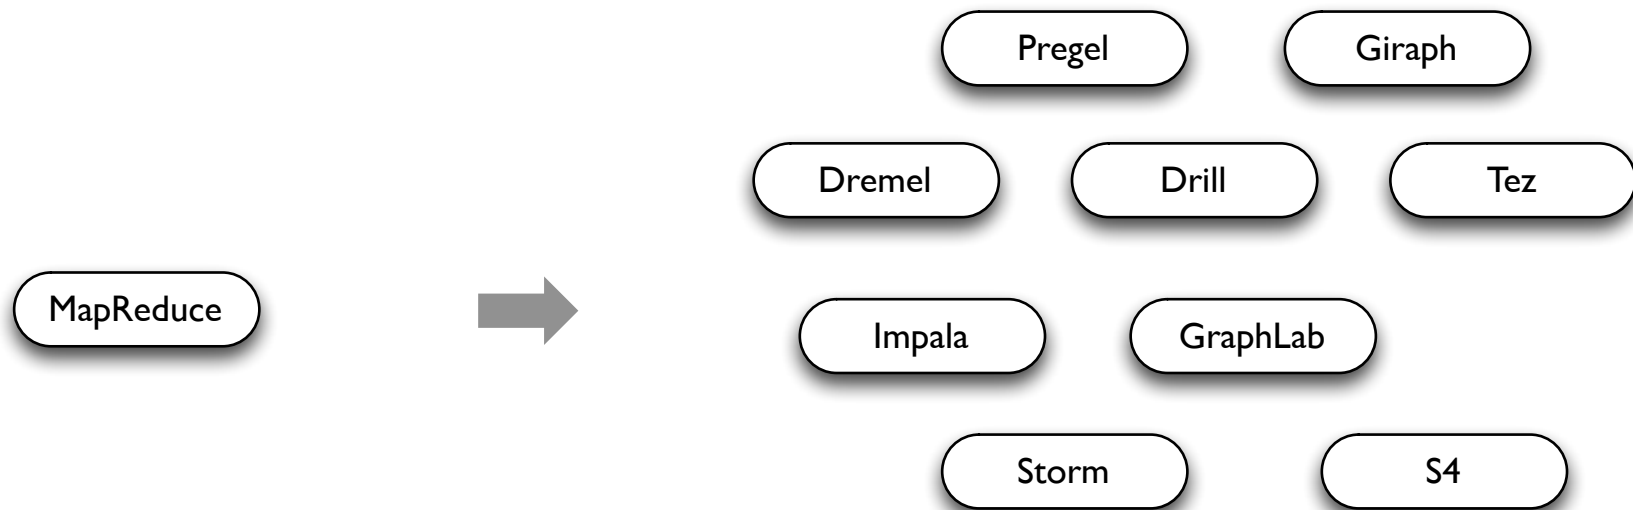 Pregel
Giraph
Dremel
Drill
Tez
MapReduce
Impala
GraphLab
Storm
S4